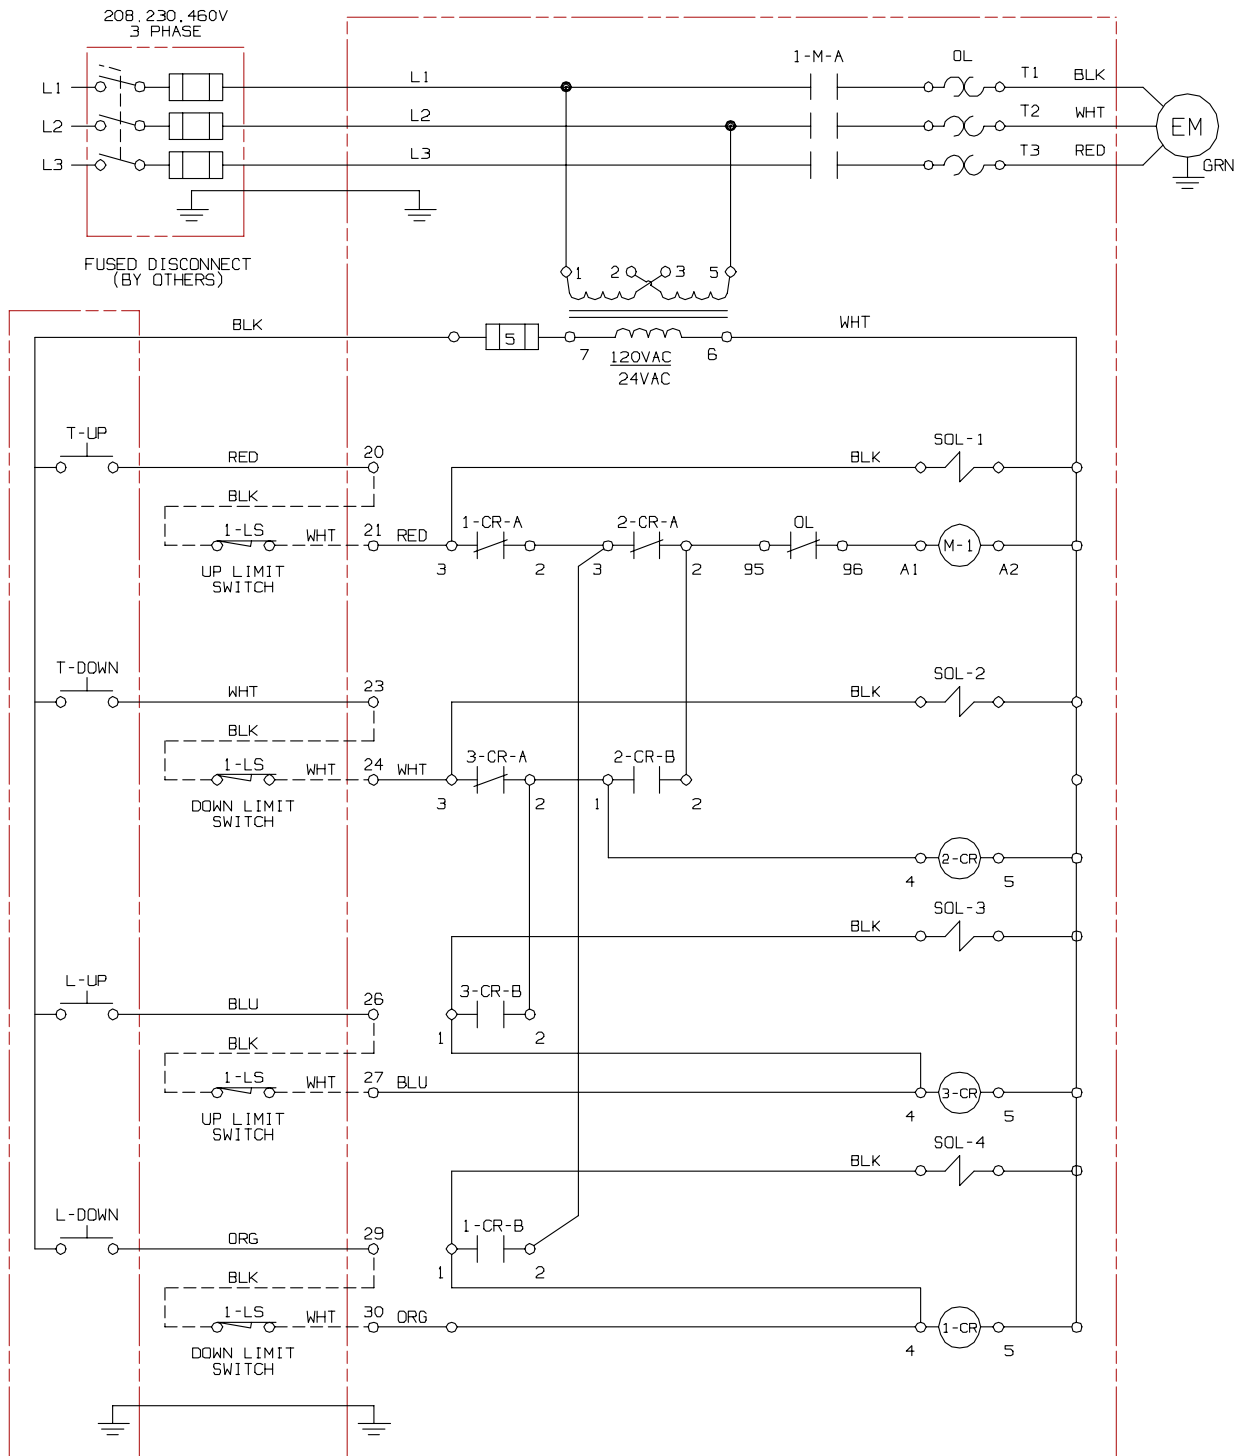 208,230,460V
3 PHASE
L1
L2
L3
L1
L2
L3
1-M-A
OL
T1 BLK
T2 WHT
T3 RED
EM
GRN
FUSED DISCONNECT
(BY OTHERS)
1 2 3 5
BLK
5
7
120VAC
24VAC
6
WHT
T-UP
RED
20
BLK
SOL-1
BLK
1-LS
WHT
21
RED
1-CR-A
2-CR-A
OL
M-1
UP LIMIT
SWITCH
3 2 3 2 95 96 A1 A2
T-DOWN
WHT
23
BLK
SOL-2
BLK
1-LS
WHT
24
WHT
3-CR-A
2-CR-B
DOWN LIMIT
SWITCH
3 2 1 2
2-CR
4 5
SOL-3
BLK
L-UP
BLU
26
3-CR-B
1 2
BLK
1-LS
WHT
27
BLU
3-CR
UP LIMIT
SWITCH
4 5
SOL-4
BLK
L-DOWN
ORG
29
1-CR-B
1 2
BLK
1-LS
WHT
30
ORG
1-CR
DOWN LIMIT
SWITCH
4 5